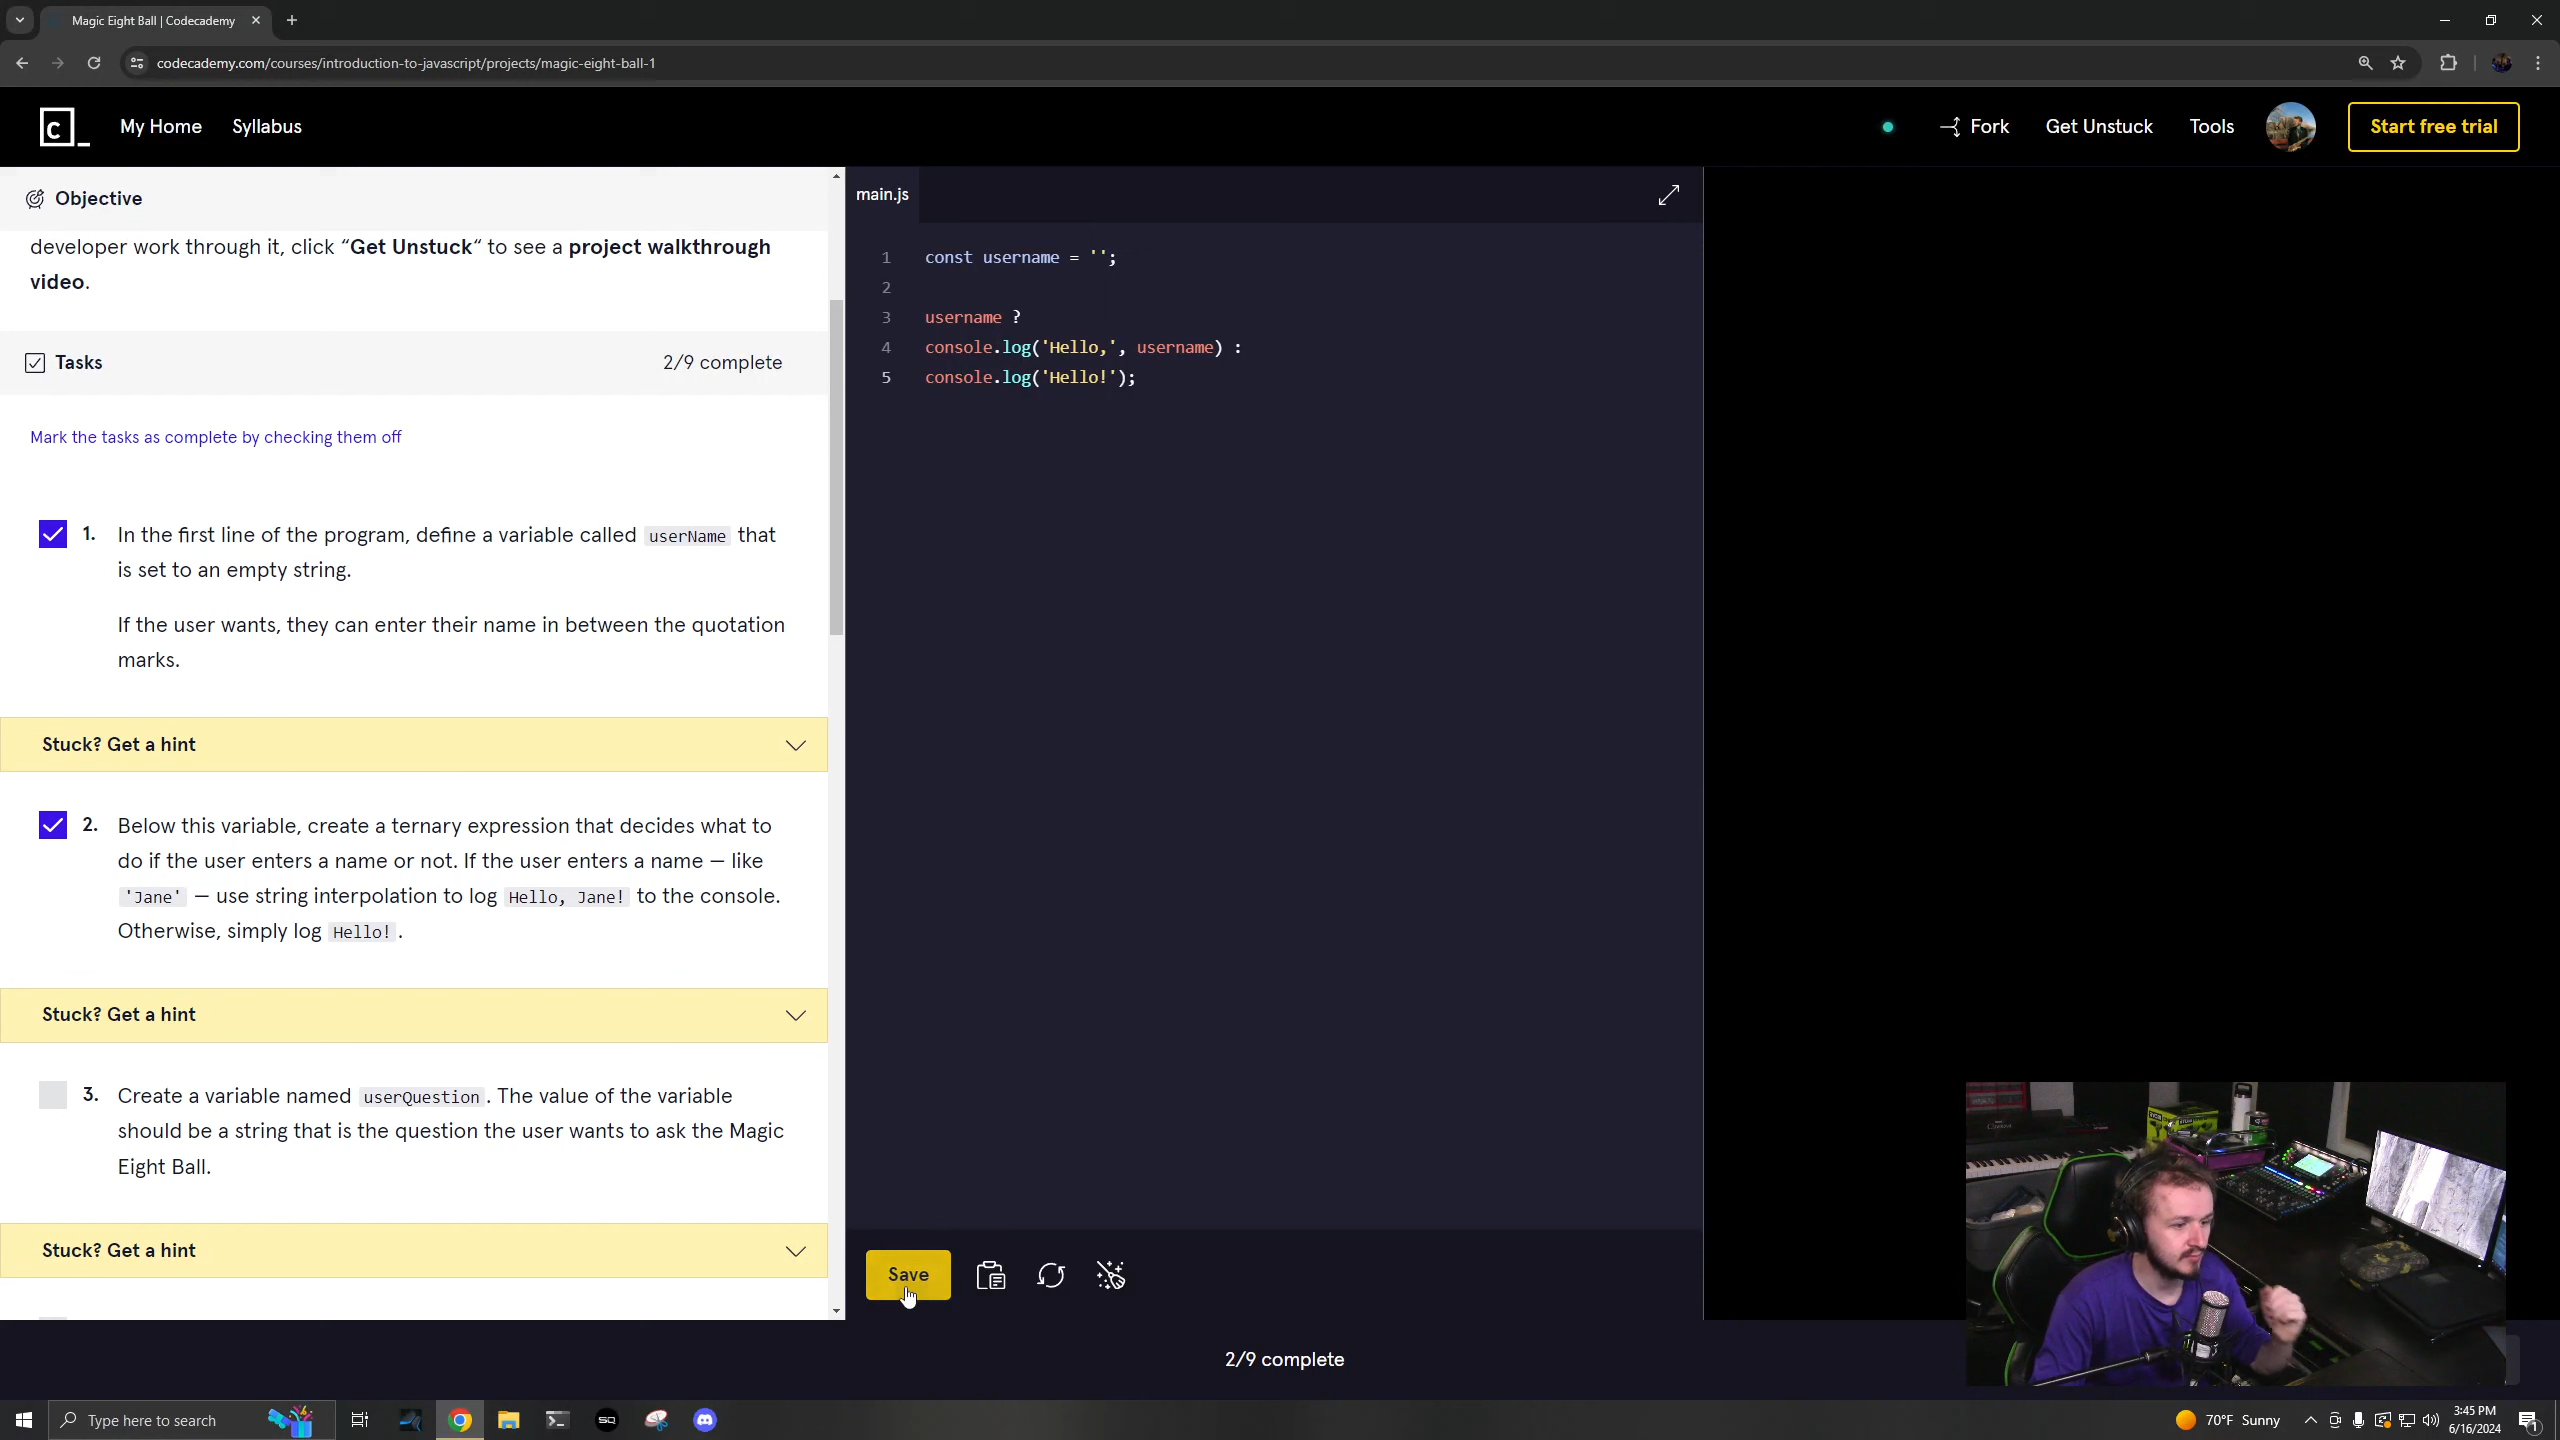 Magic Eight Ball | Codecademy
codecademy.com/courses/introduction-to-javascript/projects/magic-eight-ball-1
c_ My Home Syllabus Fork Get Unstuck Tools Start free trial
Objective
developer work through it, click “Get Unstuck“ to see a project walkthrough
video.
Tasks 2/9 complete
Mark the tasks as complete by checking them off
1. In the first line of the program, define a variable called userName that
is set to an empty string.
If the user wants, they can enter their name in between the quotation
marks.
Stuck? Get a hint
2. Below this variable, create a ternary expression that decides what to
do if the user enters a name or not. If the user enters a name — like
'Jane' — use string interpolation to log Hello, Jane! to the console.
Otherwise, simply log Hello!.
Stuck? Get a hint
3. Create a variable named userQuestion. The value of the variable
should be a string that is the question the user wants to ask the Magic
Eight Ball.
Stuck? Get a hint
main.js
1 const username = '';
2
3 username ?
4 console.log('Hello,', username) :
5 console.log('Hello!');
Save
2/9 complete
Type here to search
SQ
70°F Sunny
3:45 PM
6/16/2024
1